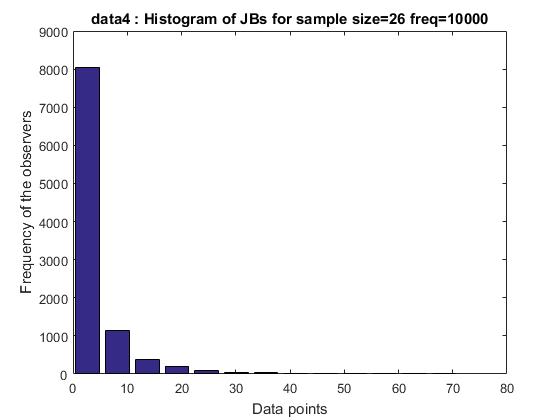 data4 : Histogram of JBs for sample size=26 freq=10000
9000
8000
7000
6000
5000
4000
3000
2000
1000
0
Frequency of the observers
0 10 20 30 40 50 60 70 80
Data points